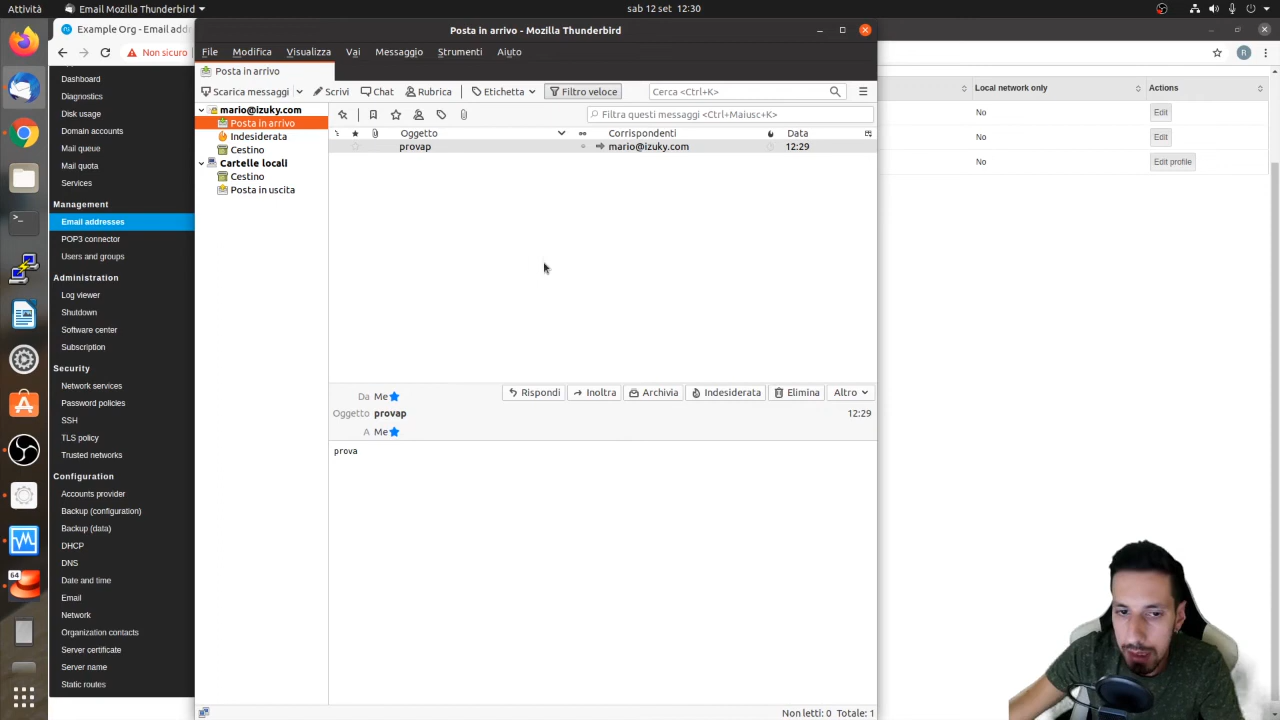 Attività
Mozilla Thunderbird
sab 12 set 12:30
Example Org - Email addr
Posta in arrivo - Mozilla Thunderbird
Non sicuro
R
File
Modifica
Visualizza
Vai
Messaggio
Strumenti
Aiuto
Posta in arrivo
Scarica messaggi
Scrivi
Chat
Rubrica
Etichetta
Filtro veloce
Cerca <Ctrl+K>
Filtra questi messaggi <Ctrl+Maiusc+K>
Oggetto
Corrispondenti
Data
provap
mario@izuky.com
12:29
mario@izuky.com
Posta in arrivo
Indesiderata
Cestino
Cartelle locali
Cestino
Posta in uscita
Da Me
Rispondi
Inoltra
Archivia
Indesiderata
Elimina
Altro
Oggetto provap
12:29
A Me
prova
Non letti: 0
Totale: 1
Dashboard
Diagnostics
Disk usage
Domain accounts
Mail queue
Mail quota
Services
Management
Email addresses
POP3 connector
Users and groups
Administration
Log viewer
Shutdown
Software center
Subscription
Security
Network services
Password policies
SSH
TLS policy
Trusted networks
Configuration
Accounts provider
Backup (configuration)
Backup (data)
DHCP
DNS
Date and time
Email
Network
Organization contacts
Server certificate
Server name
Static routes
Local network only
Actions
No
Edit
No
Edit
No
Edit profile
64